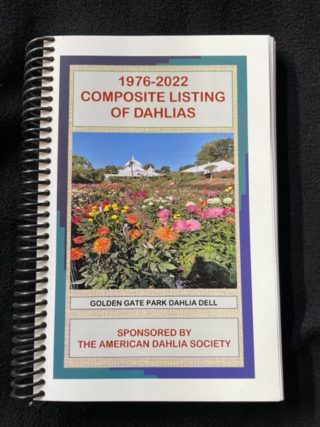 1976-2022
COMPOSITE LISTING
OF DAHLIAS
GOLDEN GATE PARK DAHLIA DELL
SPONSORED BY
THE AMERICAN DAHLIA SOCIETY